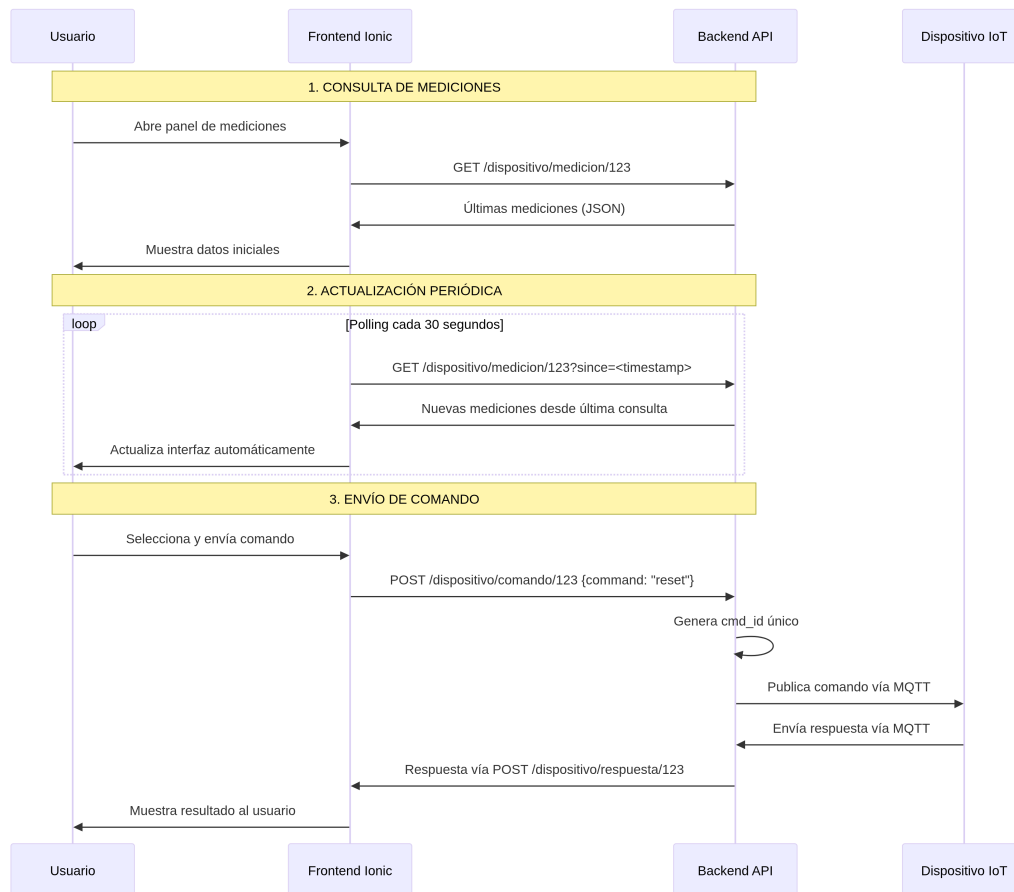 Usuario
Frontend Ionic
Backend API
Dispositivo IoT
1. CONSULTA DE MEDICIONES
Abre panel de mediciones
GET /dispositivo/medicion/123
Últimas mediciones (JSON)
Muestra datos iniciales
2. ACTUALIZACIÓN PERIÓDICA
loop
[Polling cada 30 segundos]
GET /dispositivo/medicion/123?since=<timestamp>
Nuevas mediciones desde última consulta
Actualiza interfaz automáticamente
3. ENVÍO DE COMANDO
Selecciona y envía comando
POST /dispositivo/comando/123 {command: "reset"}
Genera cmd_id único
Publica comando vía MQTT
Envía respuesta vía MQTT
Respuesta vía POST /dispositivo/respuesta/123
Muestra resultado al usuario
Usuario
Frontend Ionic
Backend API
Dispositivo IoT